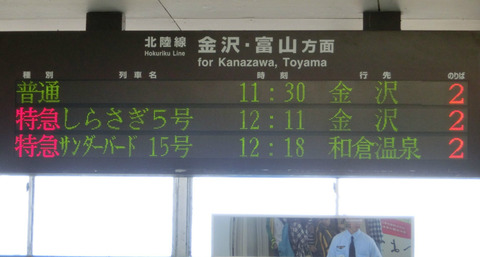 北陸線 金沢・富山方面
Hokuriku Line for Kanazawa, Toyama
種別 列車名 時刻 行先 のりば
普通 11:30 金沢 2
特急 しらさぎ5号 12:11 金沢 2
特急 サンダーバード 15号 12:18 和倉温泉 2